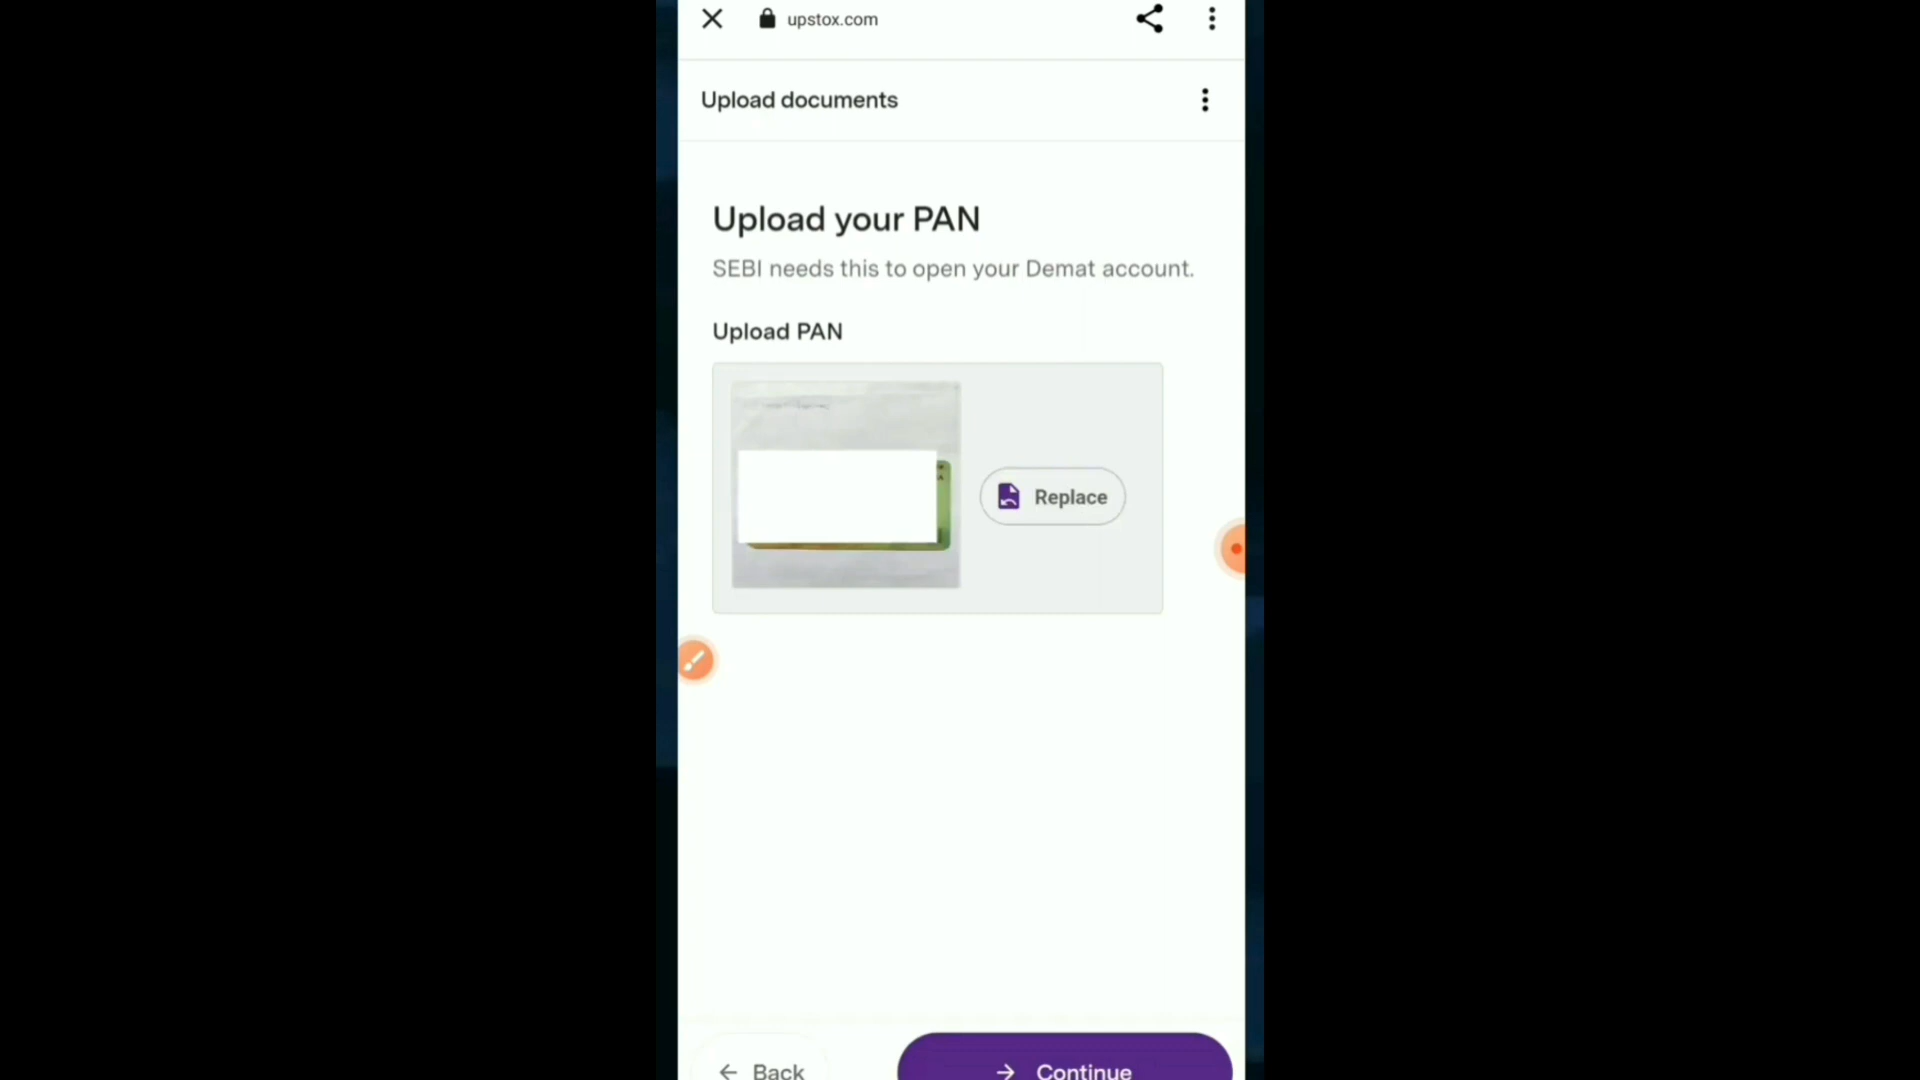 upstox.com
Upload documents
Upload your PAN
SEBI needs this to open your Demat account.
Upload PAN
Replace
Back
Continue